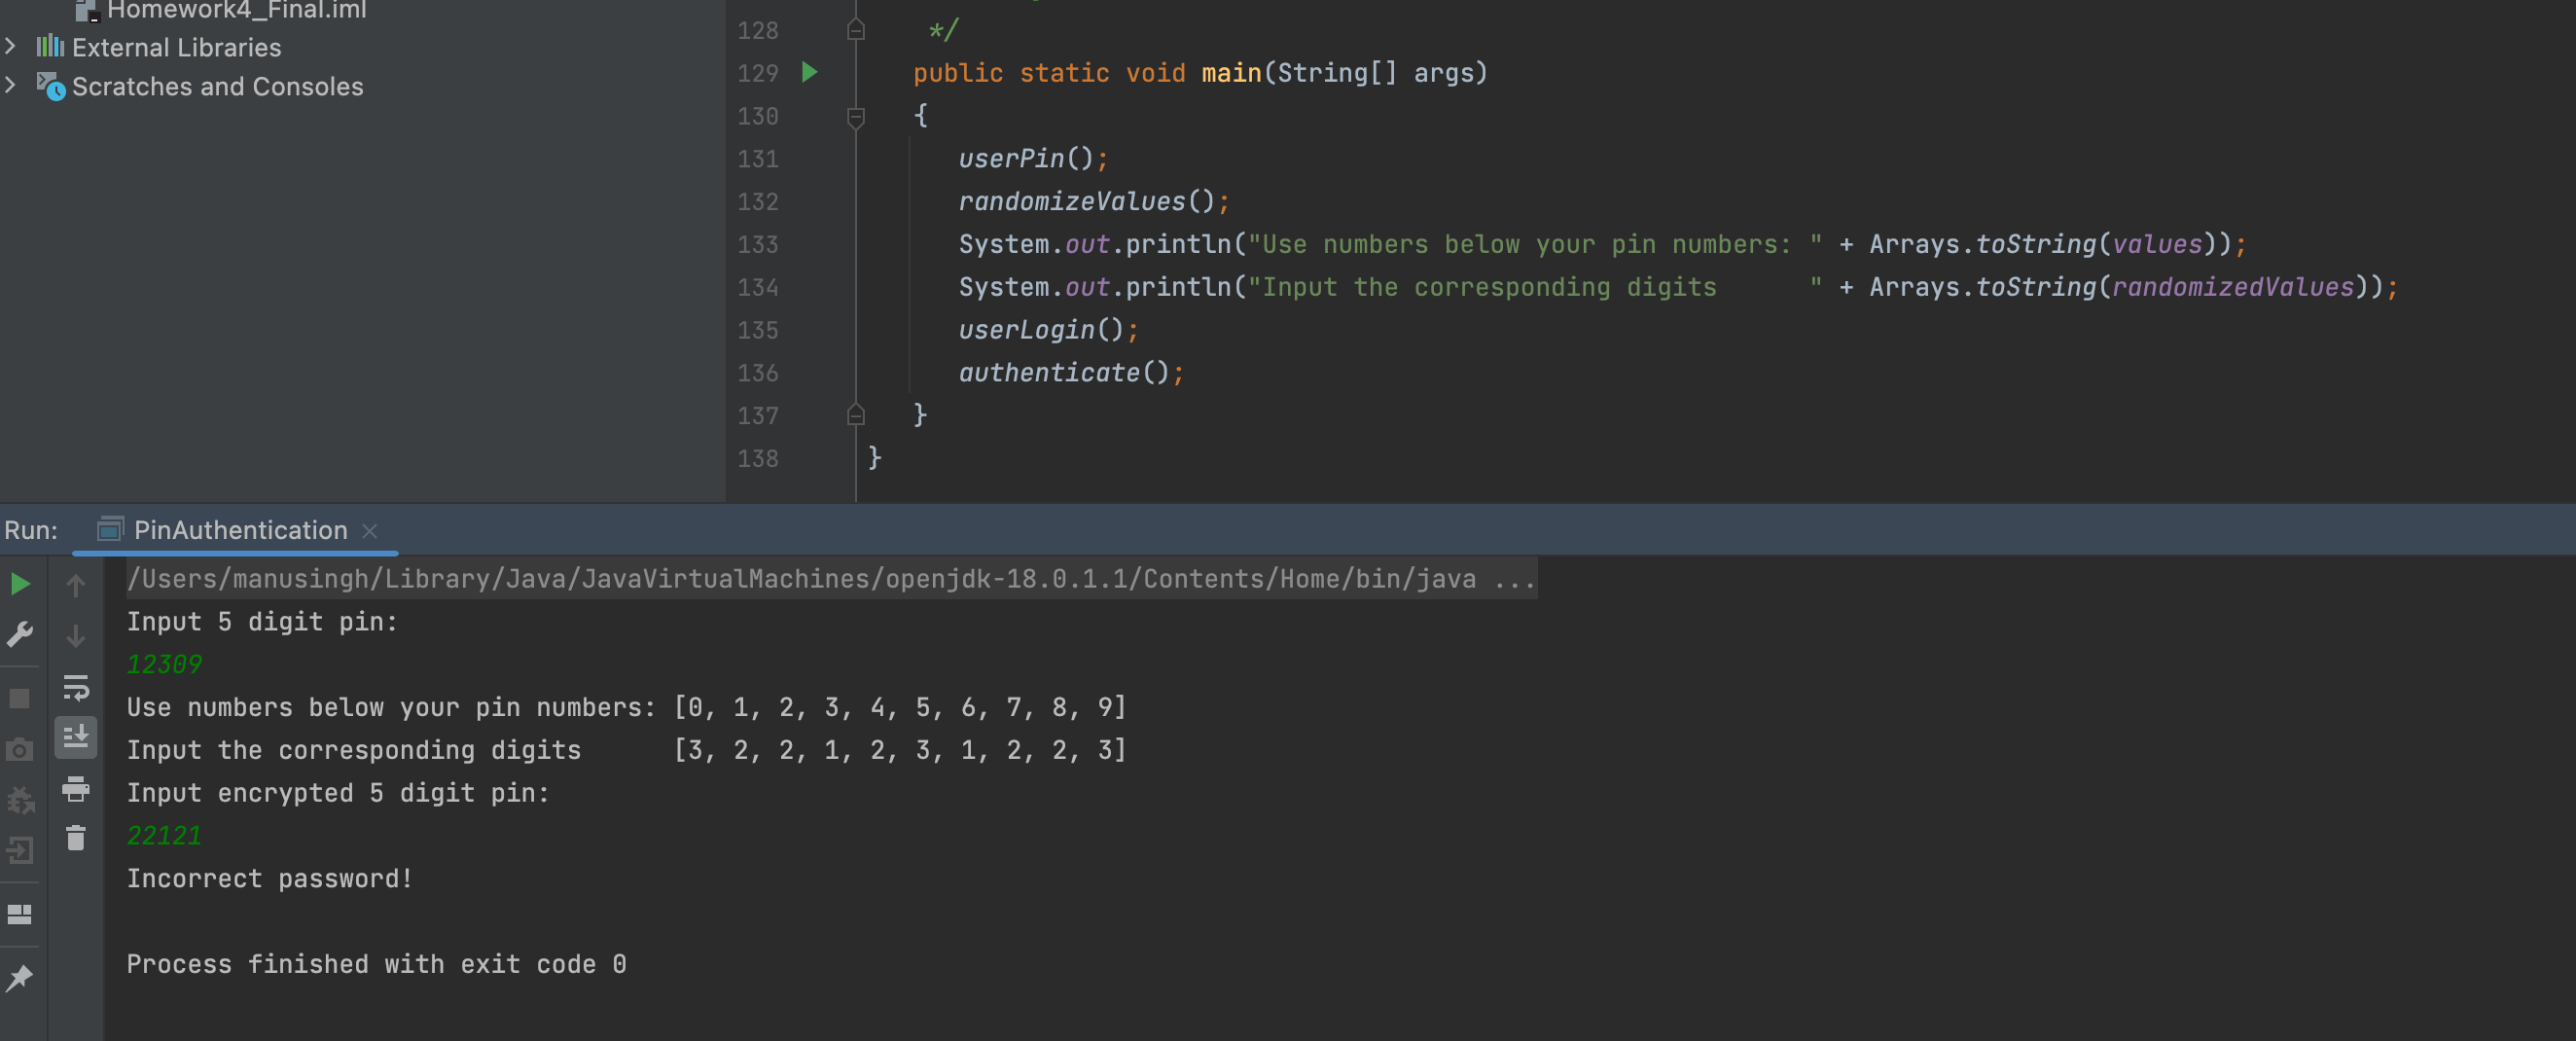 Homework4_Final.iml
External Libraries
Scratches and Consoles
128 */
129 public static void main(String[] args)
130 {
131 userPin();
132 randomizeValues();
133 System.out.println("Use numbers below your pin numbers: " + Arrays.toString(values));
134 System.out.println("Input the corresponding digits      " + Arrays.toString(randomizedValues));
135 userLogin();
136 authenticate();
137 }
138 }
Run: PinAuthentication
/Users/manusingh/Library/Java/JavaVirtualMachines/openjdk-18.0.1.1/Contents/Home/bin/java ...
Input 5 digit pin:
12309
Use numbers below your pin numbers: [0, 1, 2, 3, 4, 5, 6, 7, 8, 9]
Input the corresponding digits      [3, 2, 2, 1, 2, 3, 1, 2, 2, 3]
Input encrypted 5 digit pin:
22121
Incorrect password!
Process finished with exit code 0